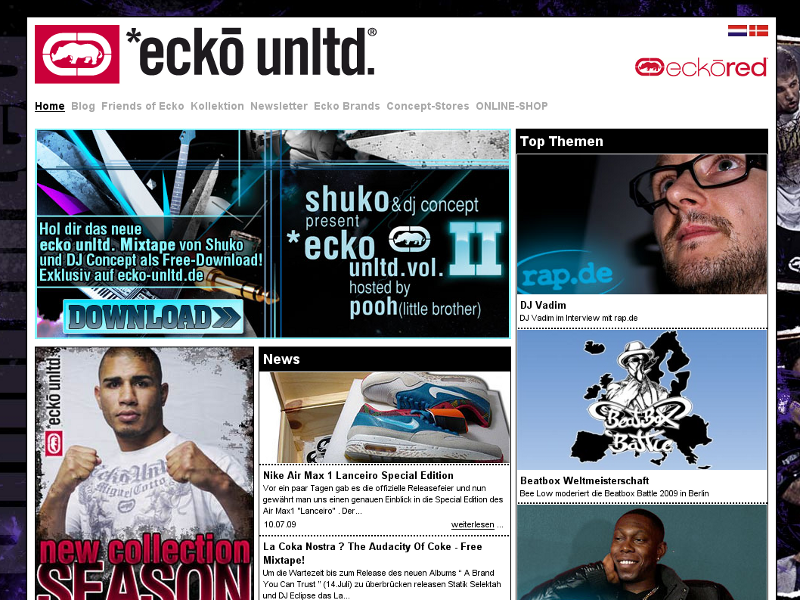 *eckō unltd.®
eckōred
Home Blog Friends of Ecko Kollektion Newsletter Ecko Brands Concept-Stores ONLINE-SHOP
Hol dir das neue
ecko unltd. Mixtape von Shuko
und DJ Concept als Free-Download!
Exklusiv auf ecko-unltd.de
DOWNLOAD
shuko & dj concept
present
*ecko
unltd.vol. II
hosted by
pooh(little brother)
Top Themen
rap.de
DJ Vadim
DJ Vadim im Interview mit rap.de
BeatBox
Battle
Beatbox Weltmeisterschaft
Bee Low moderiert die Beatbox Battle 2009 in Berlin
*ecko unltd.
Ecko Unltd
Miguel Cotto
new collection
SEASON
News
Nike Air Max 1 Lanceiro Special Edition
Vor ein paar Tagen gab es die offizielle Releasefeier und nun
gewährt man uns einen genauen Einblick in die Special Edition des
Air Max1 "Lanceiro" . Der...
10.07.09 weiterlesen ...
La Coka Nostra ? The Audacity Of Coke - Free
Mixtape!
Um die Wartezeit bis zum Release des neuen Albums " A Brand
You Can Trust " (14.Juli) zu überbrücken releasen Statik Selektah
und DJ Eclipse das La...